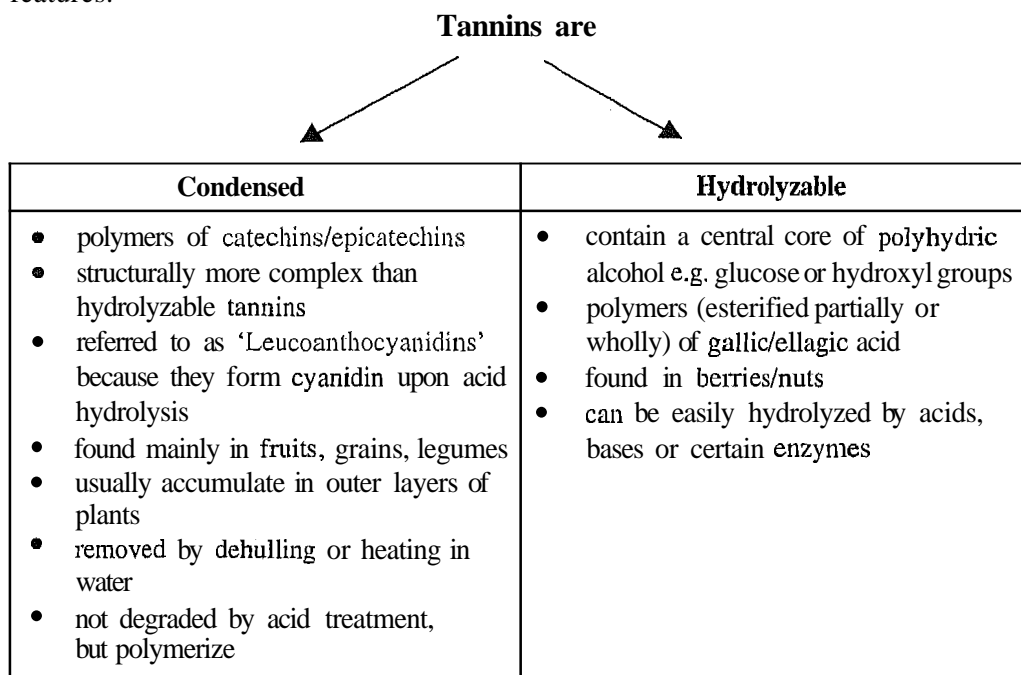 features.
Tannins are
Condensed
• polymers of catechins/epicatechins
• structurally more complex than
hydrolyzable tannins
• referred to as 'Leucoanthocyanidins'
because they form cyanidin upon acid
hydrolysis
• found mainly in fruits, grains, legumes
• usually accumulate in outer layers of
plants
• removed by dehulling or heating in
water
• not degraded by acid treatment,
but polymerize
Hydrolyzable
• contain a central core of polyhydric
alcohol e.g. glucose or hydroxyl groups
• polymers (esterified partially or
wholly) of gallic/ellagic acid
• found in berries/nuts
• can be easily hydrolyzed by acids,
bases or certain enzymes